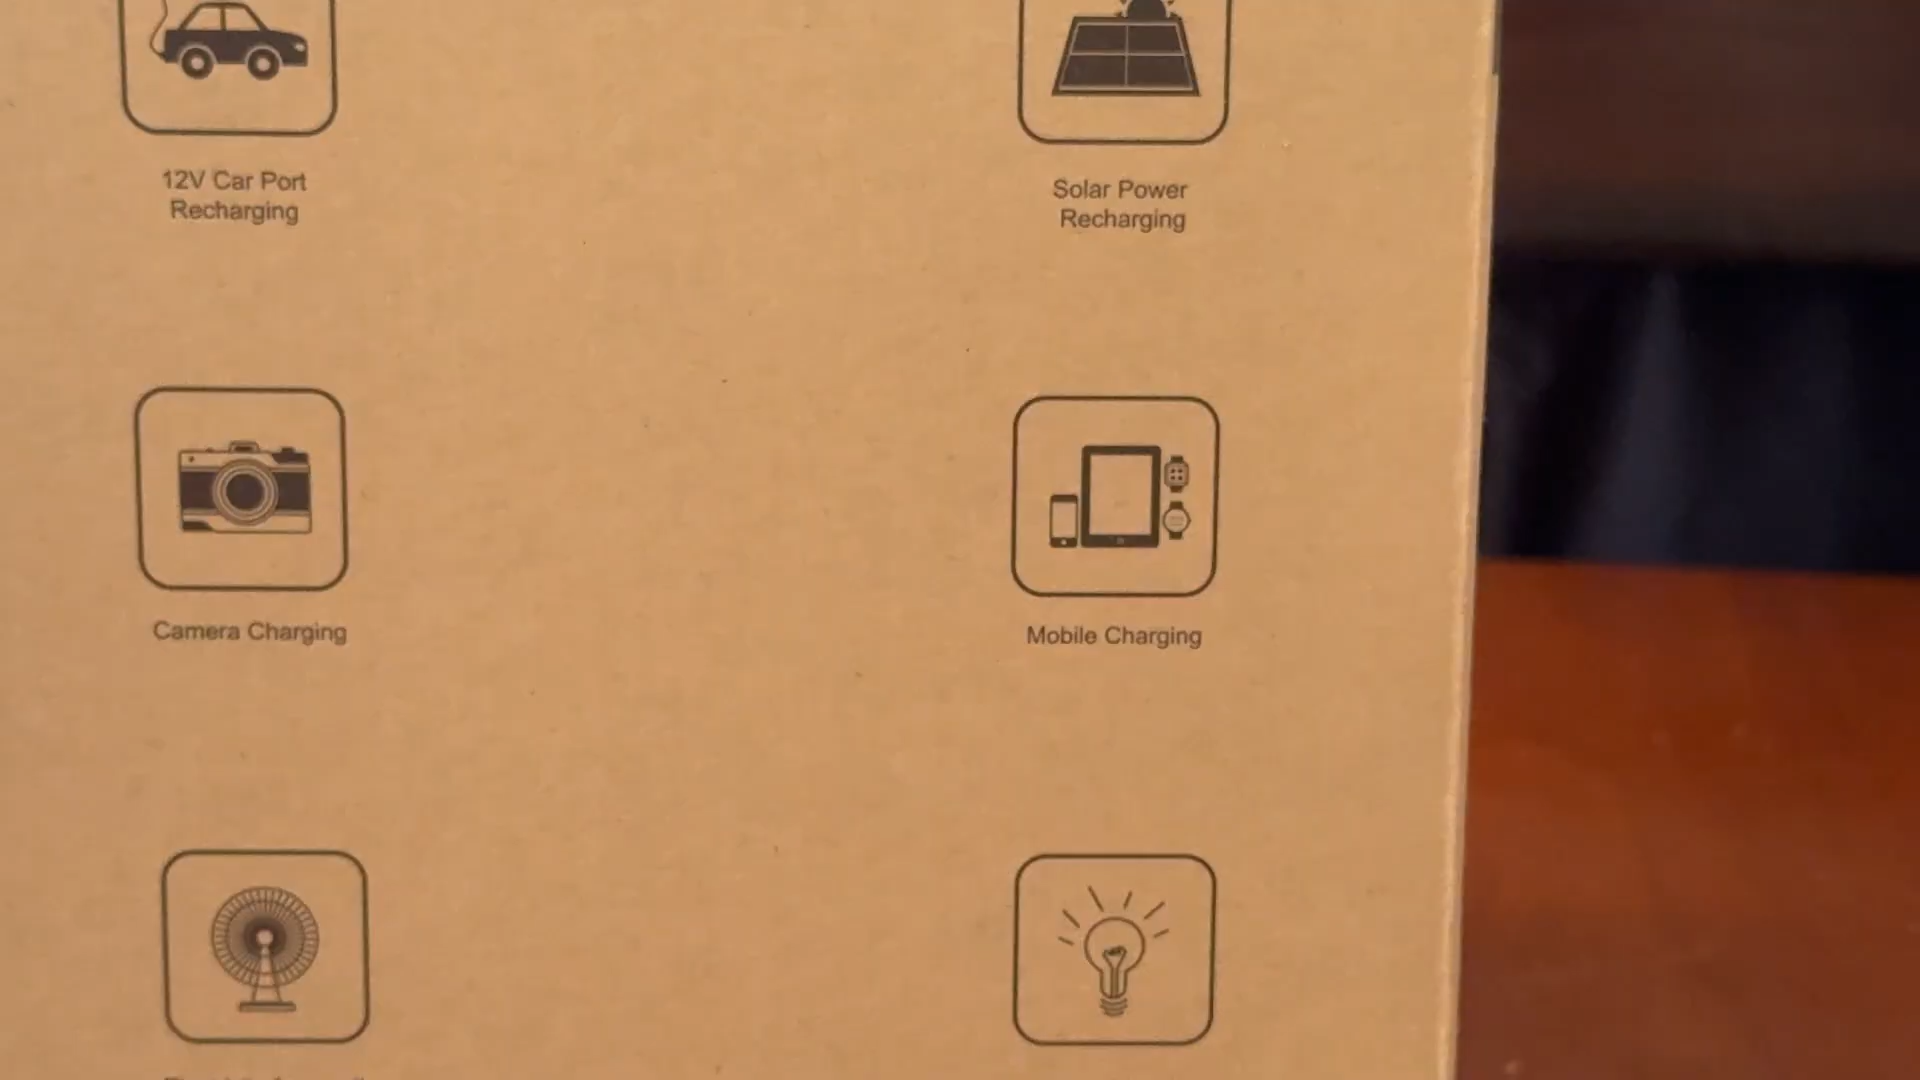 12V Car Port
Recharging
Solar Power
Recharging
Camera Charging
Mobile Charging